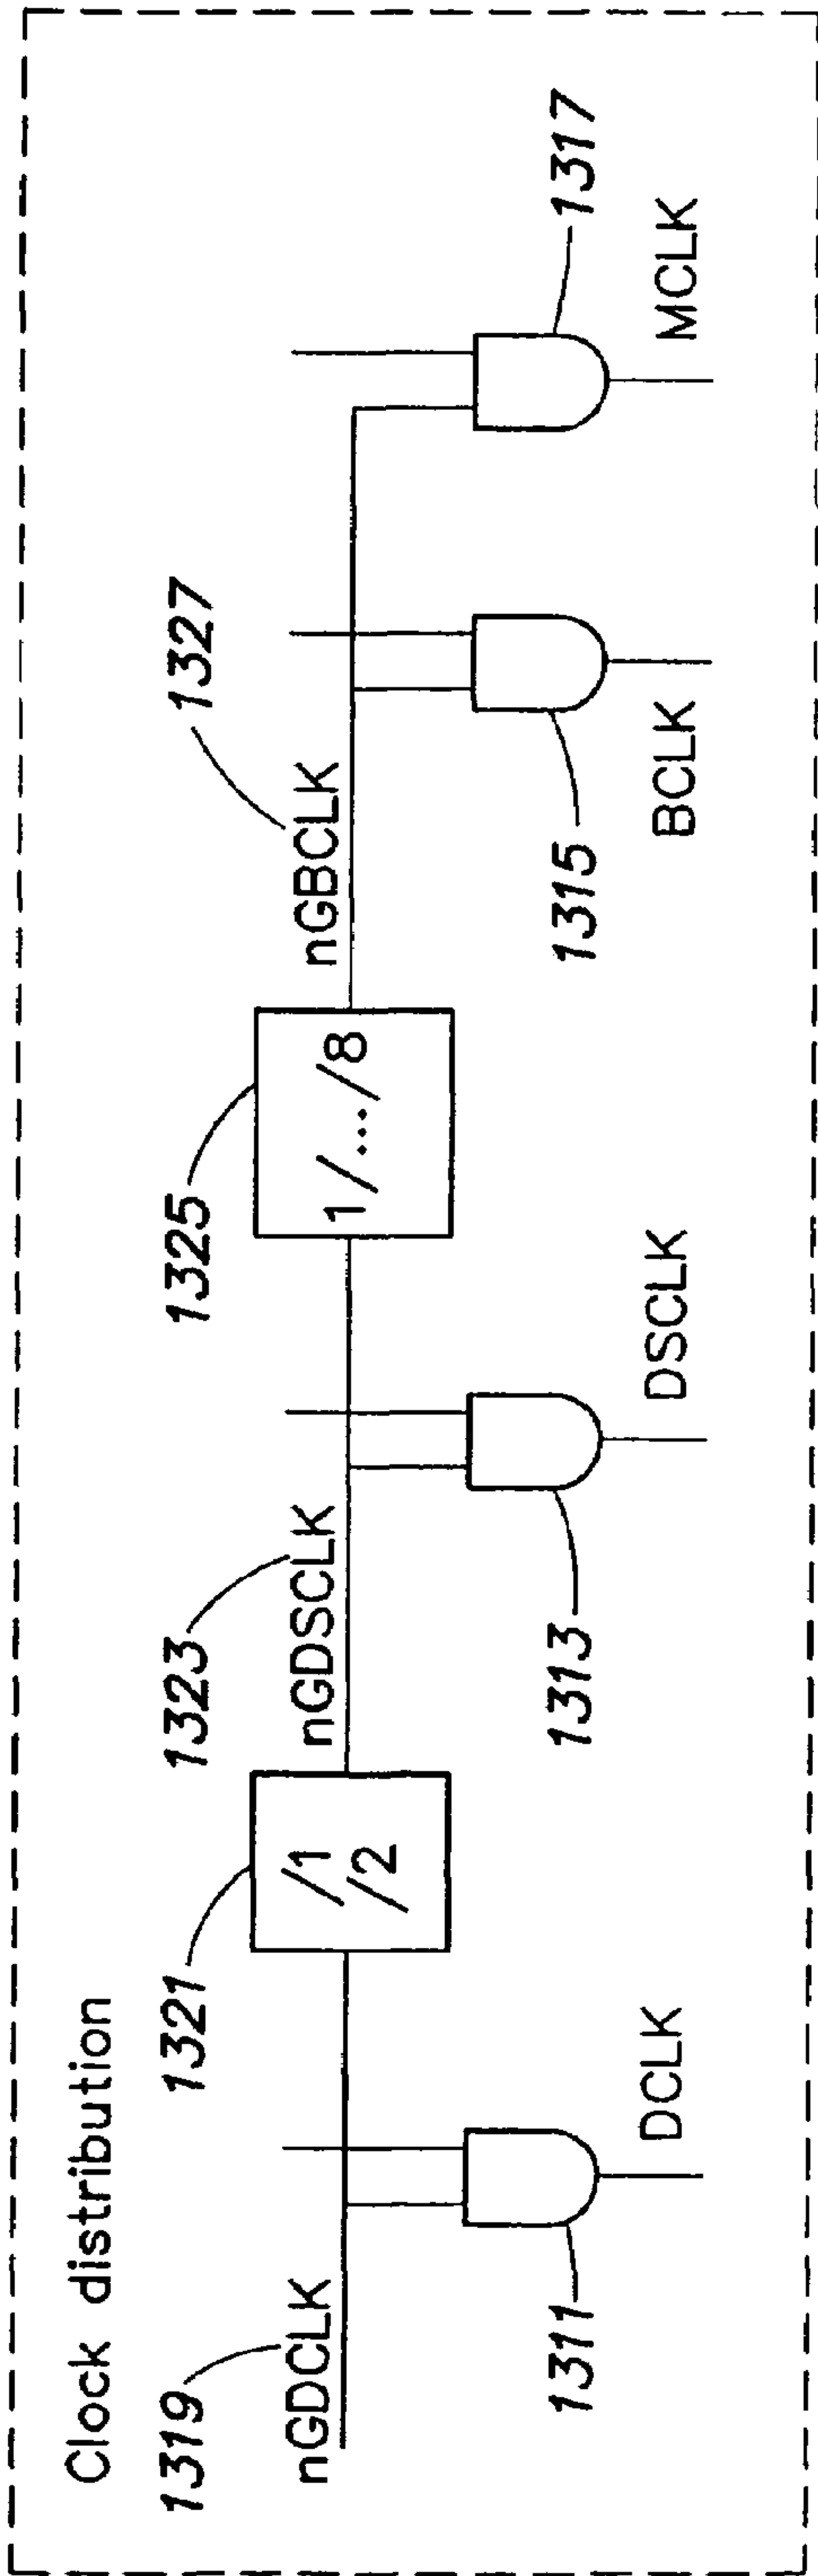 Clock distribution
1319
nGDCLK
1311
DCLK
1321
/1
/2
1323
nGDSCLK
1313
DSCLK
1325
1/.../8
1327
nGBCLK
1315
BCLK
1317
MCLK